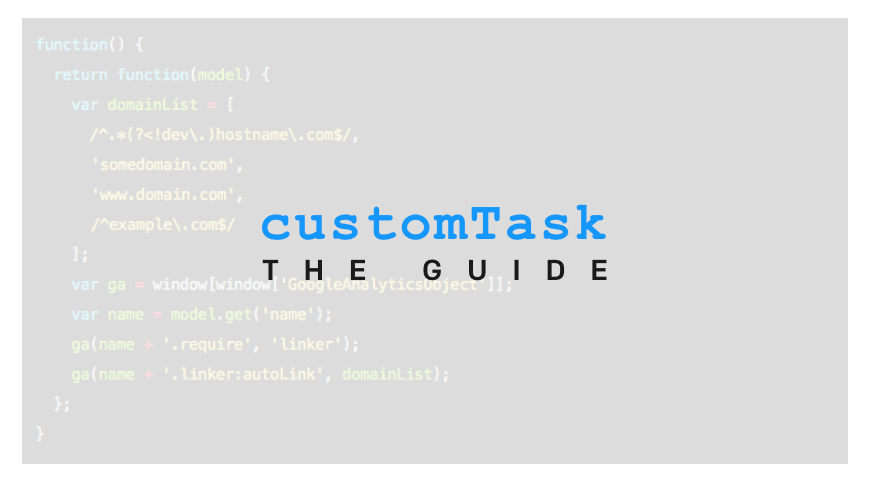 function() {
return function(model) {
var domainList = [
/^.*(?<!dev\.)hostname\.com$/,
'somedomain.com',
'www.domain.com',
/^example\.com$/
];
customTask
THE GUIDE
var ga = window[window['GoogleAnalyticsObject']];
var name = model.get('name');
ga(name + '.require', 'linker');
ga(name + '.linker:autoLink', domainList);
};
}